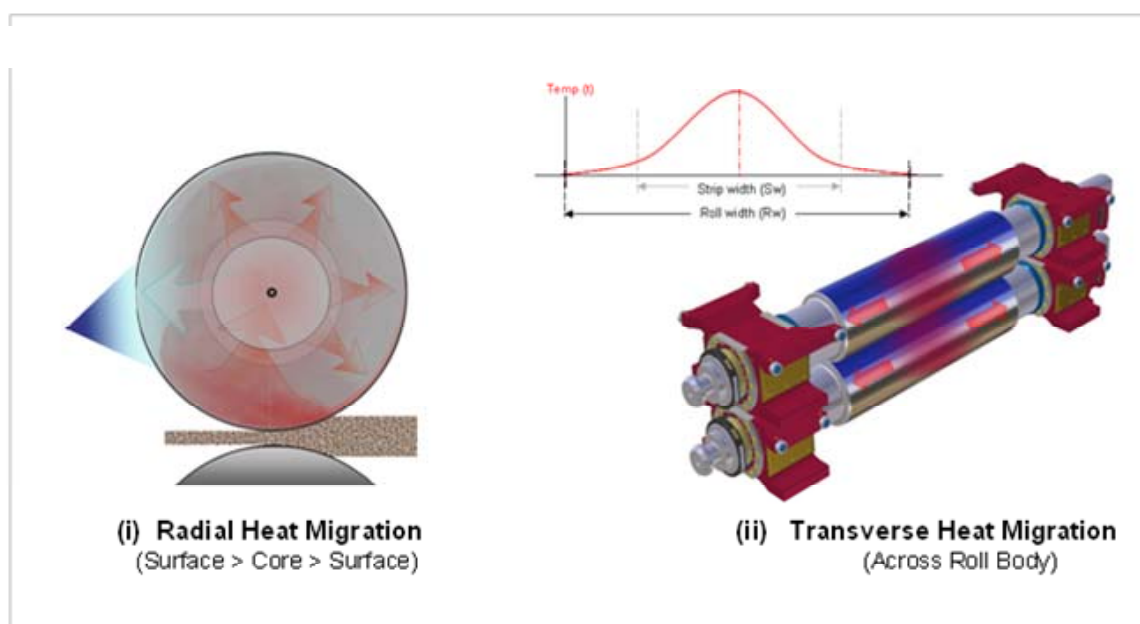 Temp (t)
Strip width (Sw)
Roll width (Rw)
(i) Radial Heat Migration
(Surface > Core > Surface)
(ii) Transverse Heat Migration
(Across Roll Body)